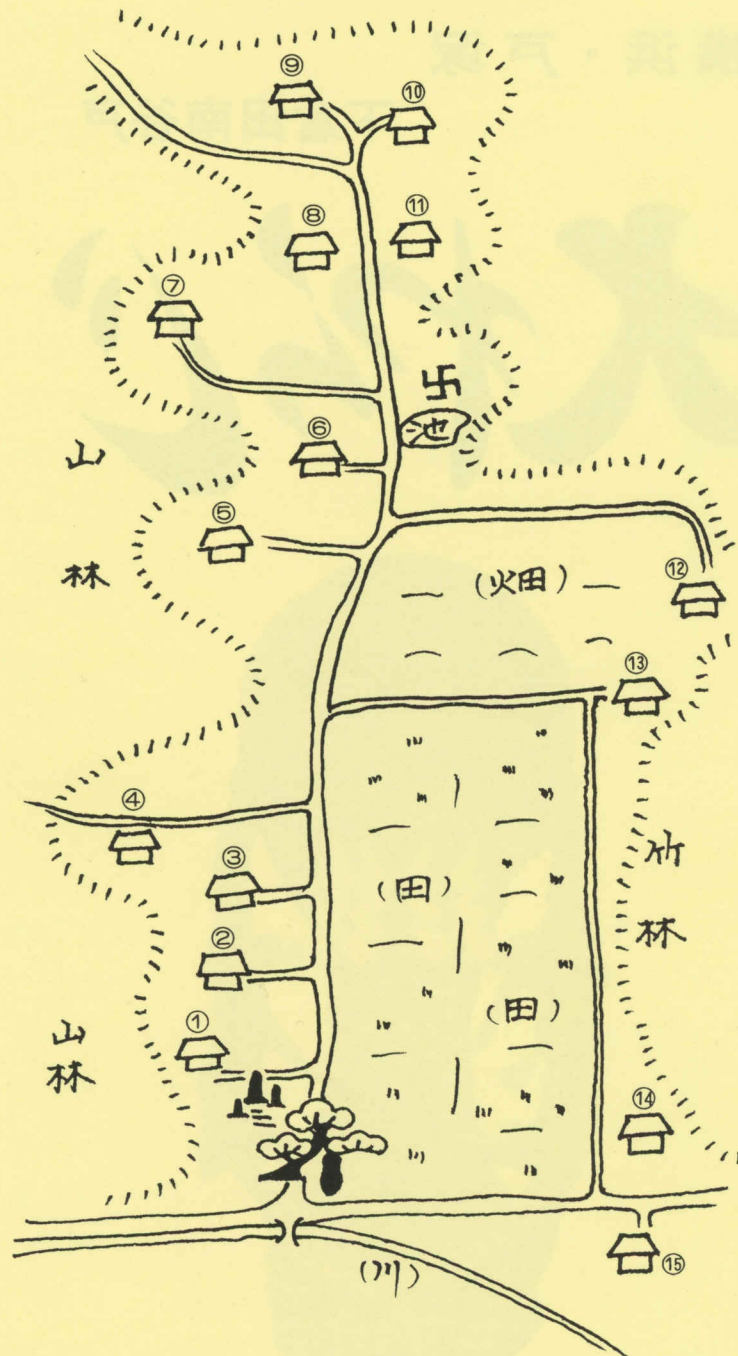 ⑨
⑩
⑧
⑪
⑦
卍
池
⑥
⑤
山林
(畑)
⑫
⑬
④
③
(田)
竹林
②
(田)
①
山林
⑭
(川)
⑮